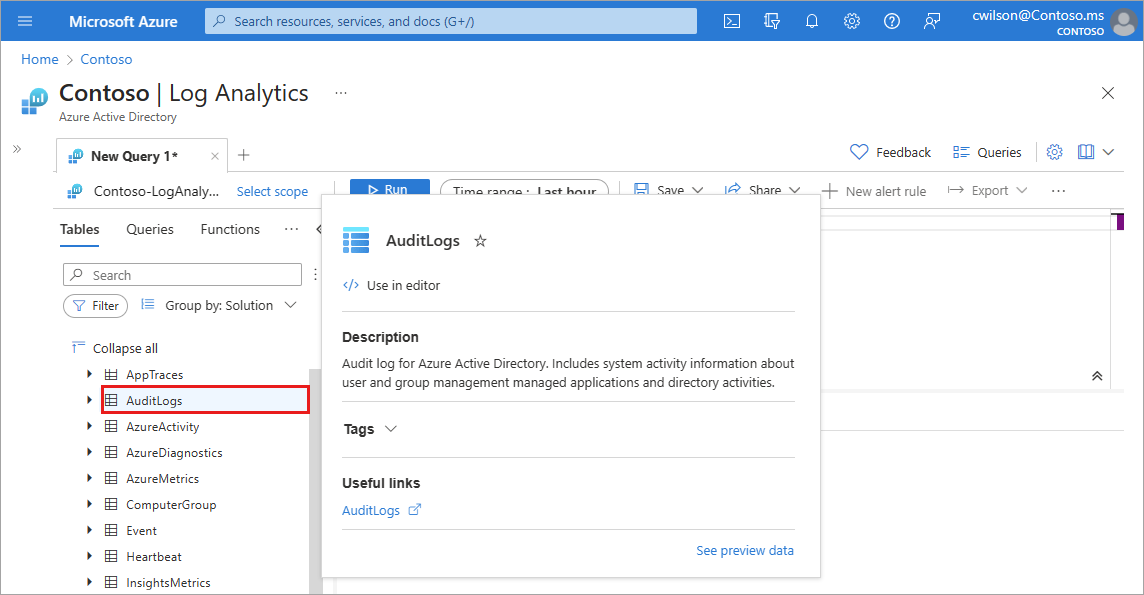 Microsoft Azure
Search resources, services, and docs (G+/)
cwilson@Contoso.ms
CONTOSO
Home > Contoso
Contoso | Log Analytics ...
Azure Active Directory
New Query 1*
Feedback
Queries
Contoso-LogAnaly...
Select scope
Run
Time range : Last hour
Save
Share
New alert rule
Export
...
Tables
Queries
Functions
...
Search
Filter
Group by: Solution
Collapse all
AppTraces
AuditLogs
AzureActivity
AzureDiagnostics
AzureMetrics
ComputerGroup
Event
Heartbeat
InsightsMetrics
AuditLogs
</> Use in editor
Description
Audit log for Azure Active Directory. Includes system activity information about
user and group management managed applications and directory activities.
Tags
Useful links
AuditLogs
See preview data